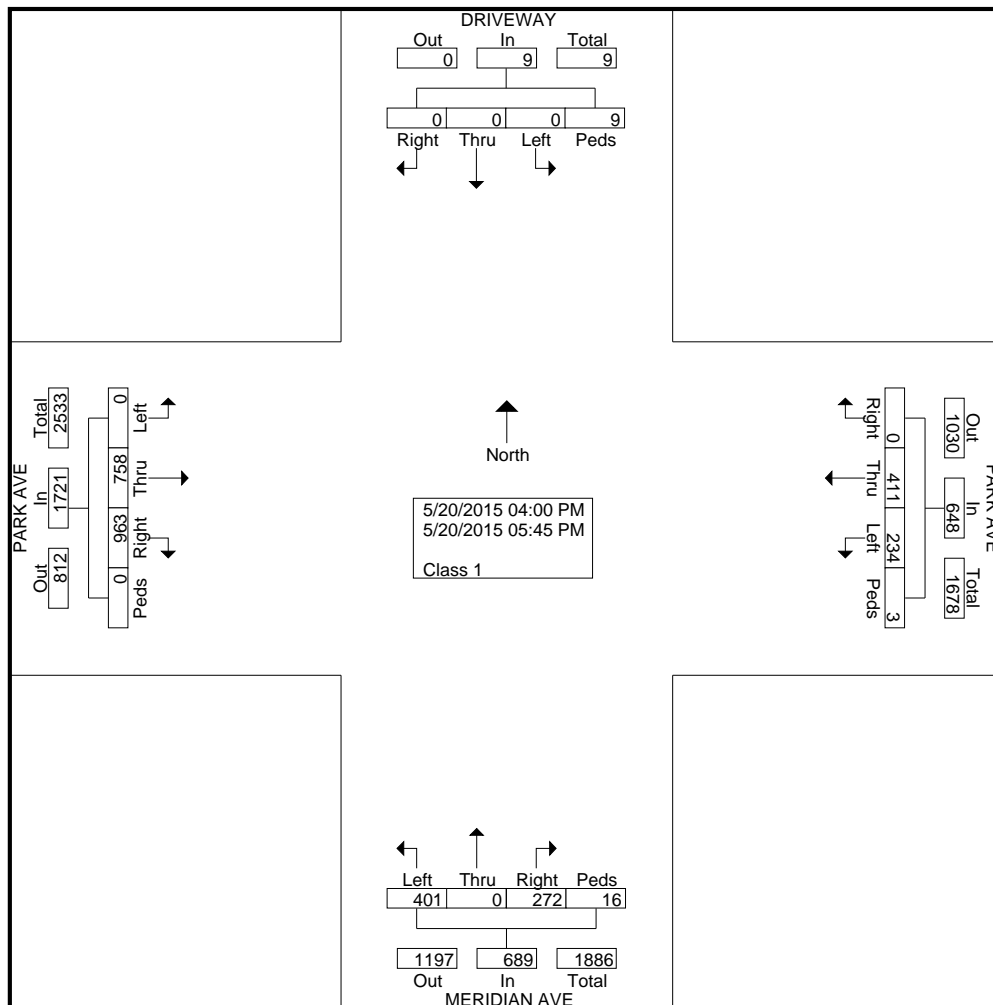 DRIVEWAY
Out In Total
0 9 9
0 0 0 9
Right Thru Left Peds
PARK AVE
Total In Out
2533 1721 812
0 758 963 0
Left Thru Right Peds
North
5/20/2015 04:00 PM
5/20/2015 05:45 PM
Class 1
Right Thru Left Peds
0 411 234 3
Out In Total
1030 648 1678
PARK AVE
Left Thru Right Peds
401 0 272 16
1197 689 1886
Out In Total
MERIDIAN AVE